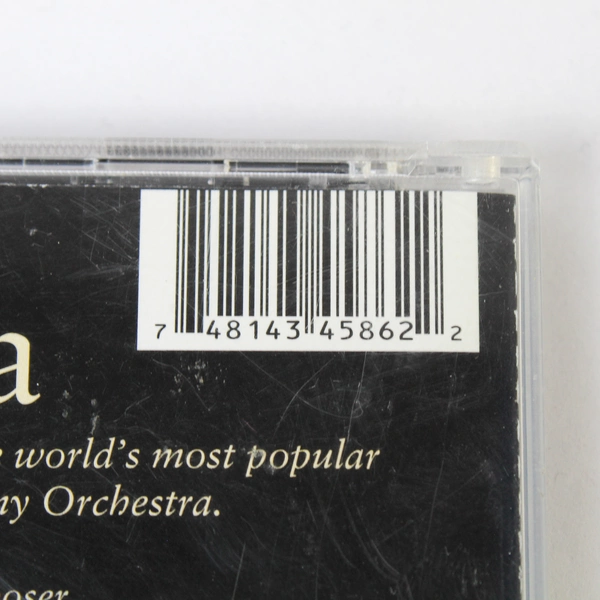 7 48143 45862 2
a
world's most popular
Orchestra.